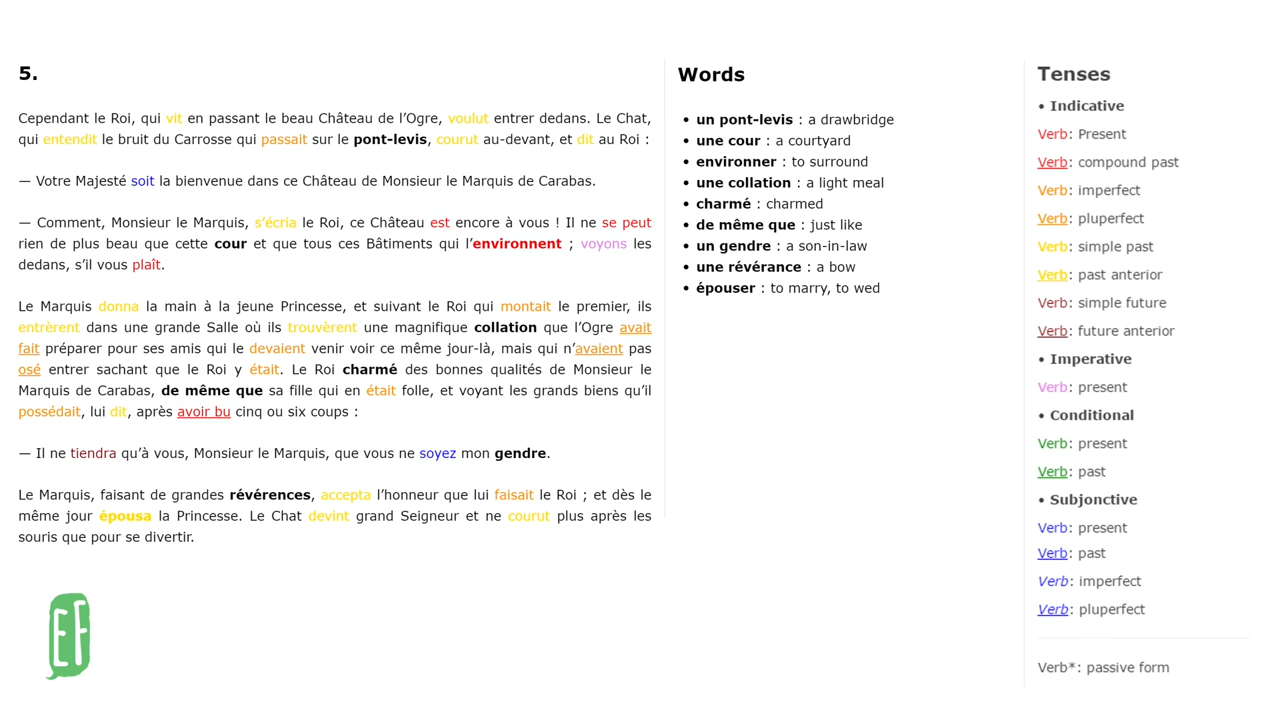 5.
Cependant le Roi, qui vit en passant le beau Château de l'Ogre, voulut entrer dedans. Le Chat,
qui entendit le bruit du Carrosse qui passait sur le pont-levis, courut au-devant, et dit au Roi :
— Votre Majesté soit la bienvenue dans ce Château de Monsieur le Marquis de Carabas.
— Comment, Monsieur le Marquis, s'écria le Roi, ce Château est encore à vous ! Il ne se peut
rien de plus beau que cette cour et que tous ces Bâtiments qui l'environnent ; voyons les
dedans, s'il vous plaît.
Le Marquis donna la main à la jeune Princesse, et suivant le Roi qui montait le premier, ils
entrèrent dans une grande Salle où ils trouvèrent une magnifique collation que l'Ogre avait
fait préparer pour ses amis qui le devaient venir voir ce même jour-là, mais qui n'avaient pas
osé entrer sachant que le Roi y était. Le Roi charmé des bonnes qualités de Monsieur le
Marquis de Carabas, de même que sa fille qui en était folle, et voyant les grands biens qu'il
possédait, lui dit, après avoir bu cinq ou six coups :
— Il ne tiendra qu'à vous, Monsieur le Marquis, que vous ne soyez mon gendre.
Le Marquis, faisant de grandes révérences, accepta l'honneur que lui faisait le Roi ; et dès le
même jour épousa la Princesse. Le Chat devint grand Seigneur et ne courut plus après les
souris que pour se divertir.
EF
Words
• un pont-levis : a drawbridge
• une cour : a courtyard
• environner : to surround
• une collation : a light meal
• charmé : charmed
• de même que : just like
• un gendre : a son-in-law
• une révérance : a bow
• épouser : to marry, to wed
Tenses
• Indicative
Verb: Present
Verb: compound past
Verb: imperfect
Verb: pluperfect
Verb: simple past
Verb: past anterior
Verb: simple future
Verb: future anterior
• Imperative
Verb: present
• Conditional
Verb: present
Verb: past
• Subjonctive
Verb: present
Verb: past
Verb: imperfect
Verb: pluperfect
Verb*: passive form